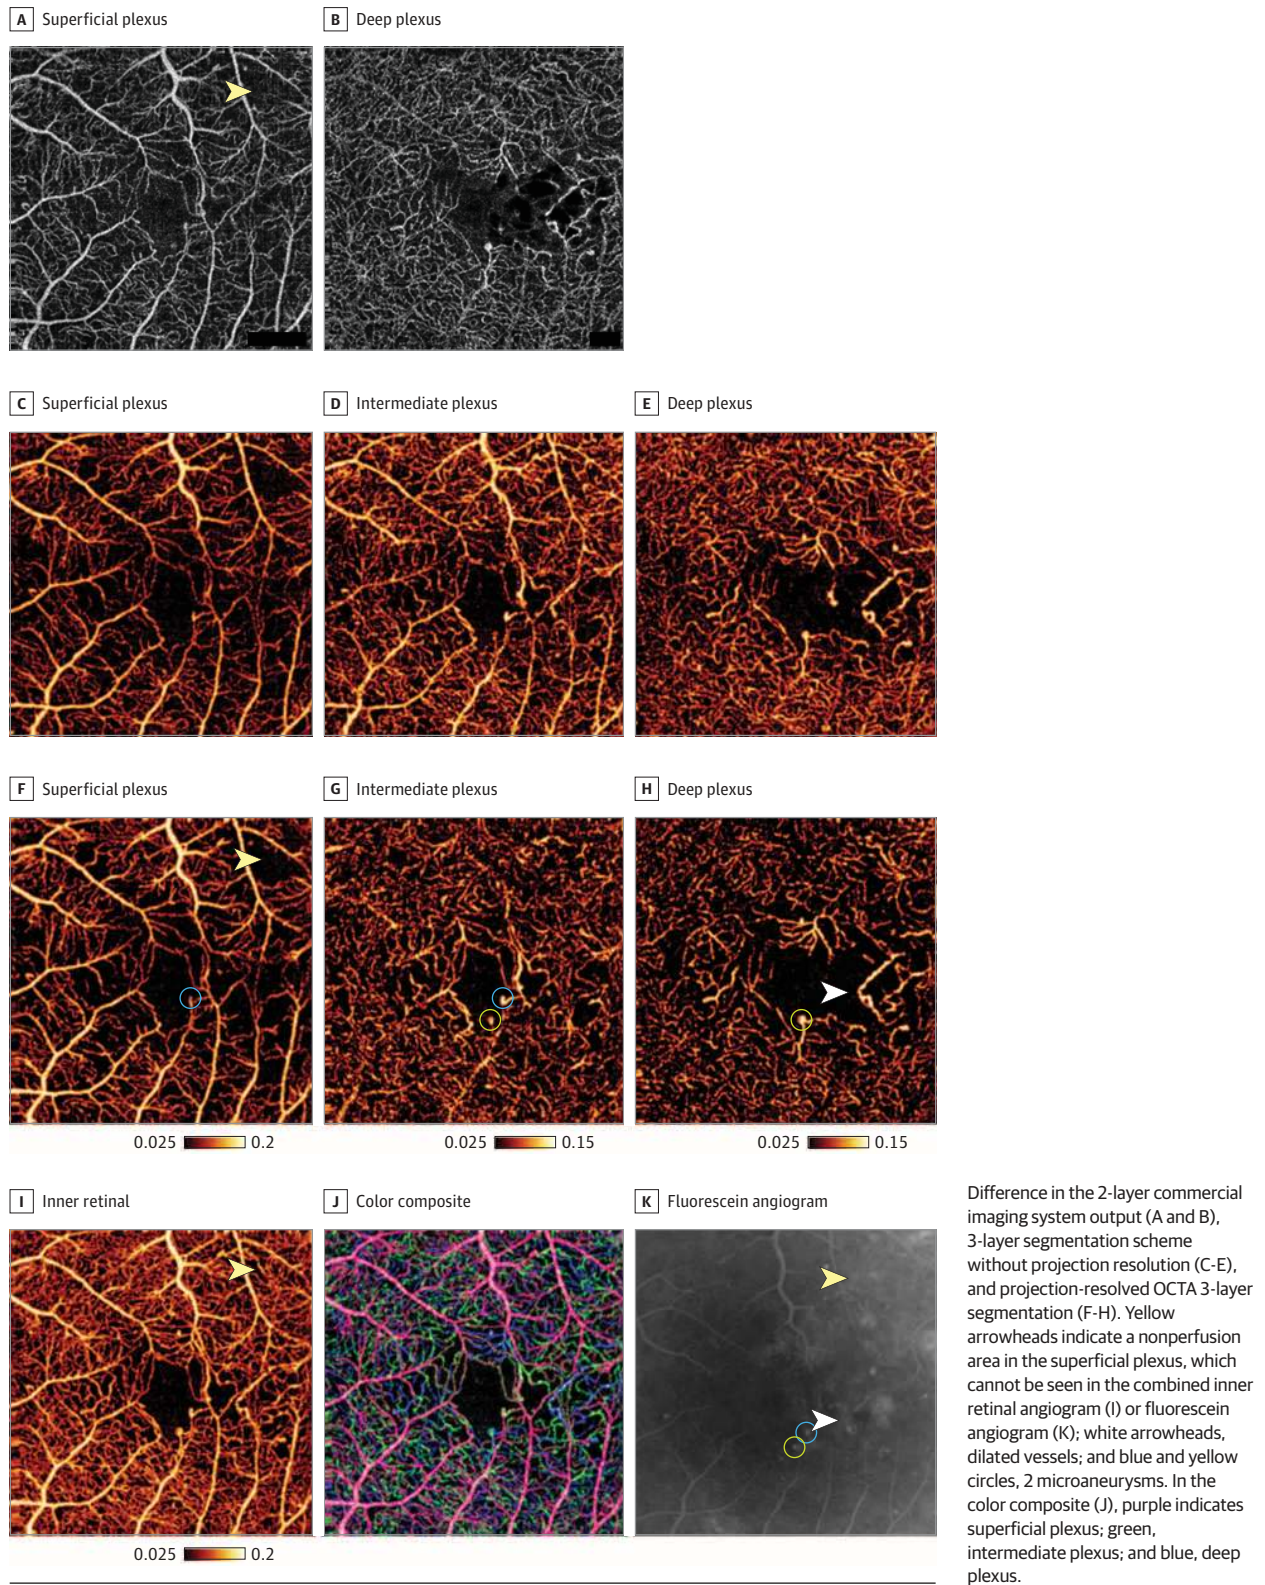 A Superficial plexus
B Deep plexus
C Superficial plexus
D Intermediate plexus
E Deep plexus
F Superficial plexus
G Intermediate plexus
H Deep plexus
0.025 0.2
0.025 0.15
0.025 0.15
I Inner retinal
J Color composite
K Fluorescein angiogram
0.025 0.2
Difference in the 2-layer commercial
imaging system output (A and B),
3-layer segmentation scheme
without projection resolution (C-E),
and projection-resolved OCTA 3-layer
segmentation (F-H). Yellow
arrowheads indicate a nonperfusion
area in the superficial plexus, which
cannot be seen in the combined inner
retinal angiogram (I) or fluorescein
angiogram (K); white arrowheads,
dilated vessels; and blue and yellow
circles, 2 microaneurysms. In the
color composite (J), purple indicates
superficial plexus; green,
intermediate plexus; and blue, deep
plexus.